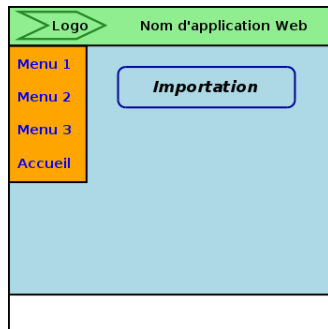 Logo Nom d'application Web
Menu 1
Importation
Menu 2
Menu 3
Accueil